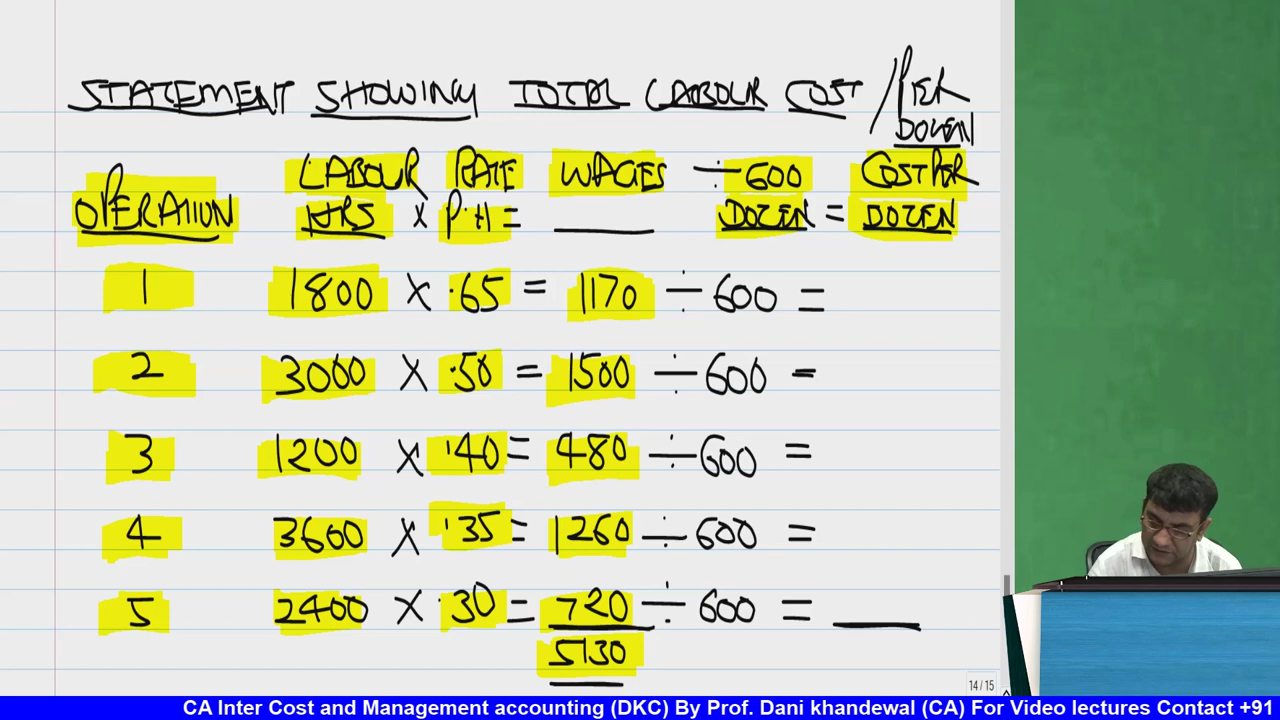 STATEMENT SHOWING TOTAL LABOUR COST / PER DOZEN
OPERATION LABOUR HRS × RATE P.H = WAGES ÷ 600 DOZEN = COST PER DOZEN
1 1800 × .65 = 1170 ÷ 600 =
2 3000 × .50 = 1500 ÷ 600 =
3 1200 × .40 = 480 ÷ 600 =
4 3600 × .35 = 1260 ÷ 600 =
5 2400 × .30 = 720 ÷ 600 =
5130
14/15
CA Inter Cost and Management accounting (DKC) By Prof. Dani khandewal (CA) For Video lectures Contact +91